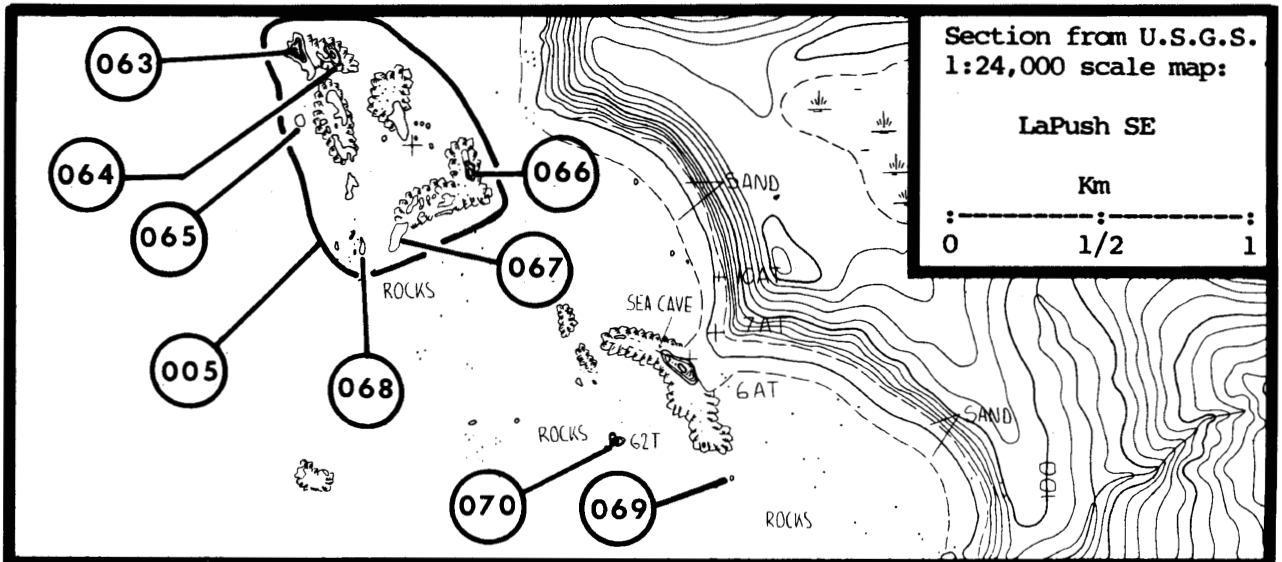 Section from U.S.G.S.
1:24,000 scale map:
LaPush SE
Km
0 1/2 1
063
064
065
066
067
005
068
070
069
ROCKS
SEA CAVE
SAND
10AT
7AT
6AT
SAND
ROCKS
62T
ROCKS
100